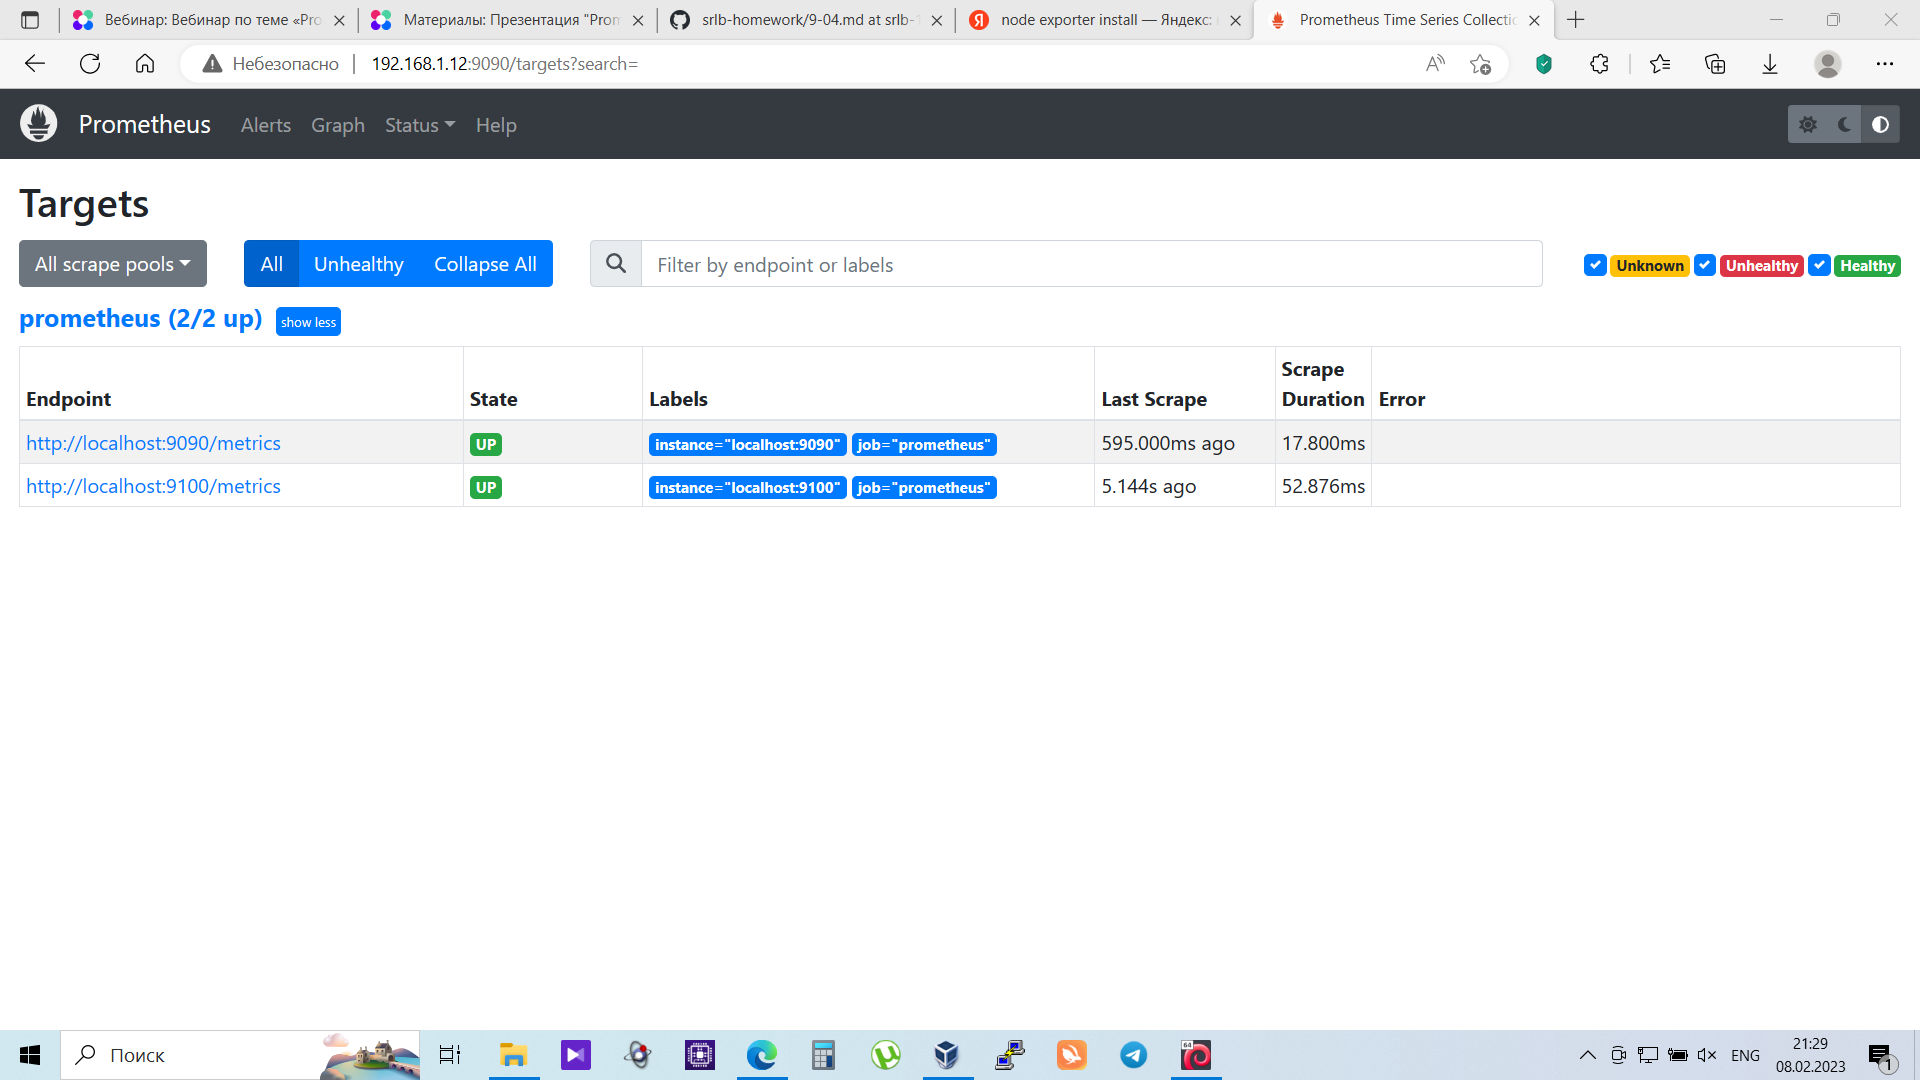 Вебинар: Вебинар по теме «Pro
Материалы: Презентация "Prom
srlb-homework/9-04.md at srlb-1
node exporter install — Яндекс:
Prometheus Time Series Collectic
Небезопасно
192.168.1.12:9090/targets?search=
Prometheus Alerts Graph Status Help
Targets
All scrape pools All Unhealthy Collapse All Filter by endpoint or labels Unknown Unhealthy Healthy
prometheus (2/2 up) show less
Endpoint State Labels Last Scrape Scrape Duration Error
http://localhost:9090/metrics UP instance="localhost:9090" job="prometheus" 595.000ms ago 17.800ms
http://localhost:9100/metrics UP instance="localhost:9100" job="prometheus" 5.144s ago 52.876ms
Поиск
64
ENG
21:29
08.02.2023
1